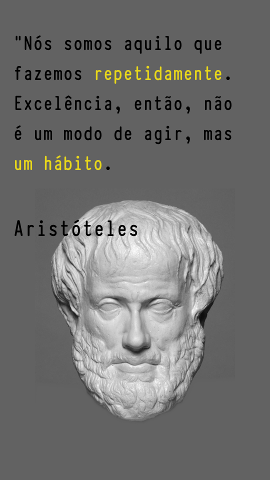 "Nós somos aquilo que
fazemos repetidamente.
Excelência, então, não
é um modo de agir, mas
um hábito.
Aristóteles